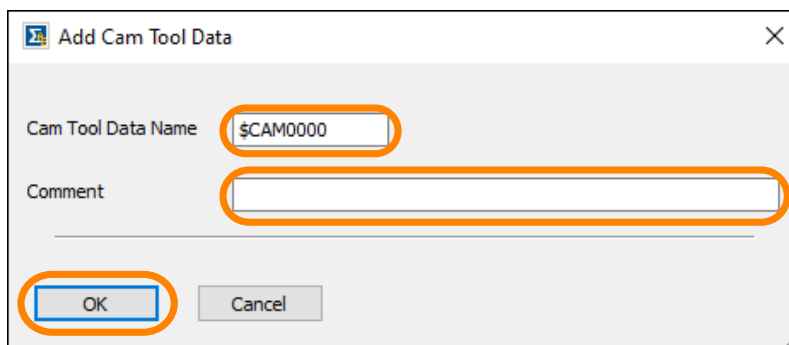 Add Cam Tool Data
Cam Tool Data Name $CAM0000
Comment
OK Cancel